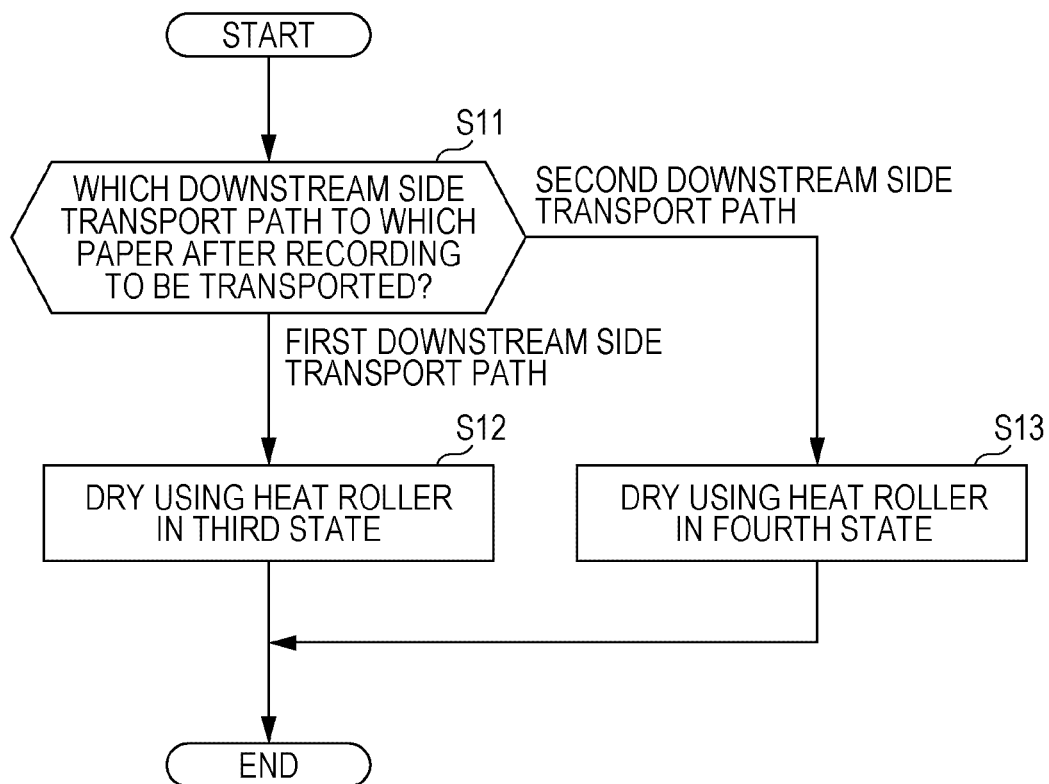 START
S11
WHICH DOWNSTREAM SIDE
TRANSPORT PATH TO WHICH
PAPER AFTER RECORDING
TO BE TRANSPORTED?
SECOND DOWNSTREAM SIDE
TRANSPORT PATH
FIRST DOWNSTREAM SIDE
TRANSPORT PATH
S12
DRY USING HEAT ROLLER
IN THIRD STATE
S13
DRY USING HEAT ROLLER
IN FOURTH STATE
END